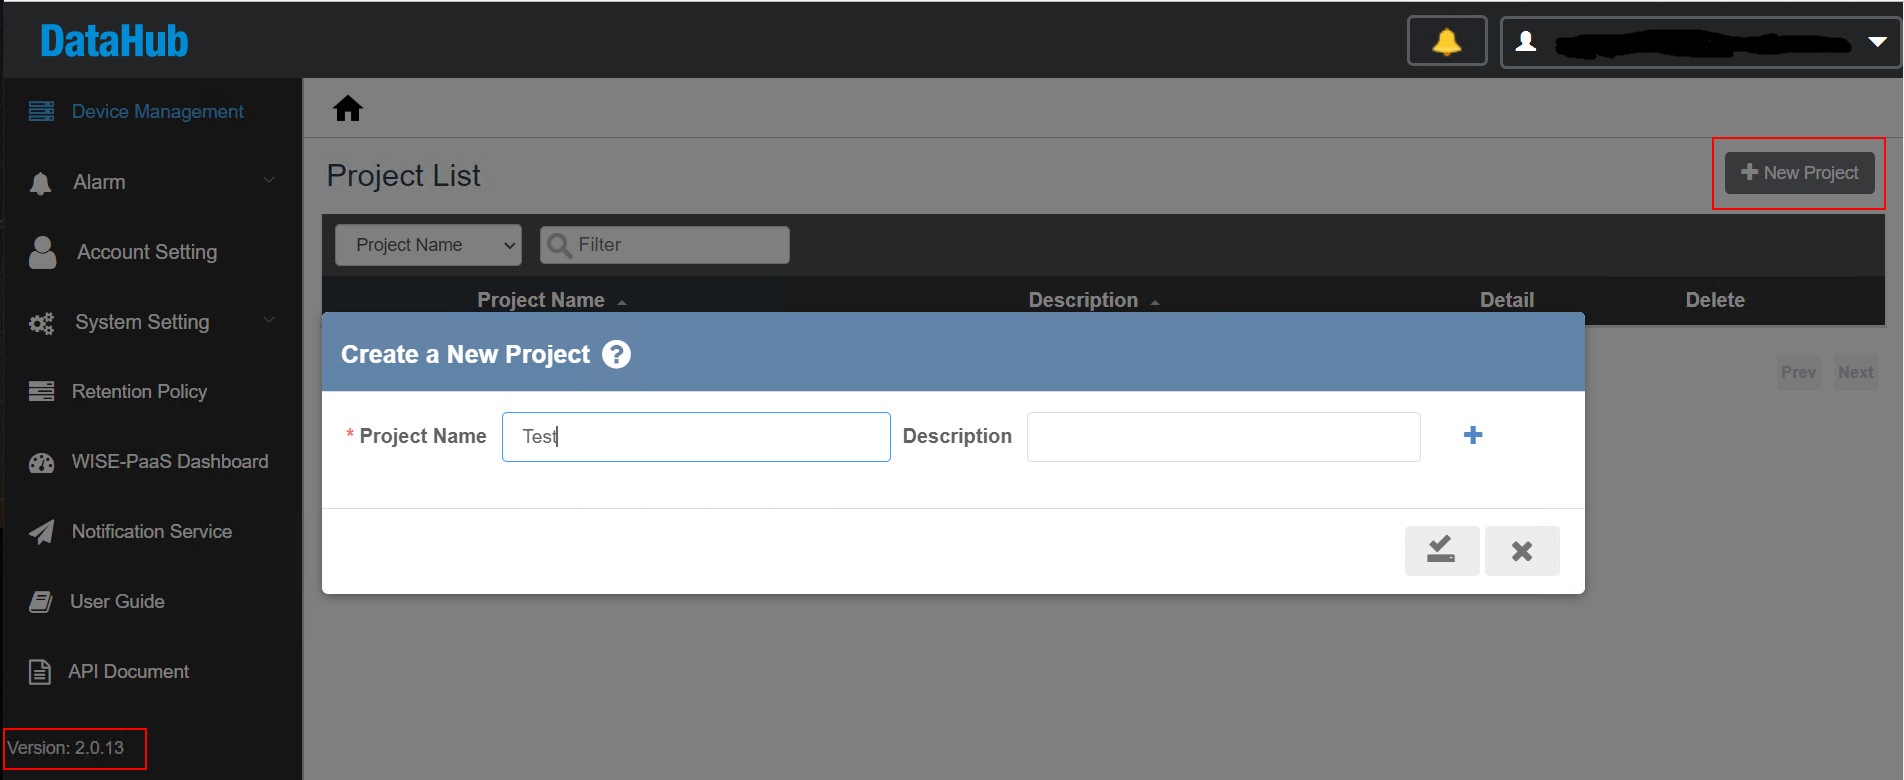 DataHub
Device Management
Alarm
Account Setting
System Setting
Retention Policy
WISE-PaaS Dashboard
Notification Service
User Guide
API Document
Version: 2.0.13
Project List
New Project
Project Name
Filter
Project Name Description Detail Delete
Create a New Project ?
* Project Name Test Description
Prev Next